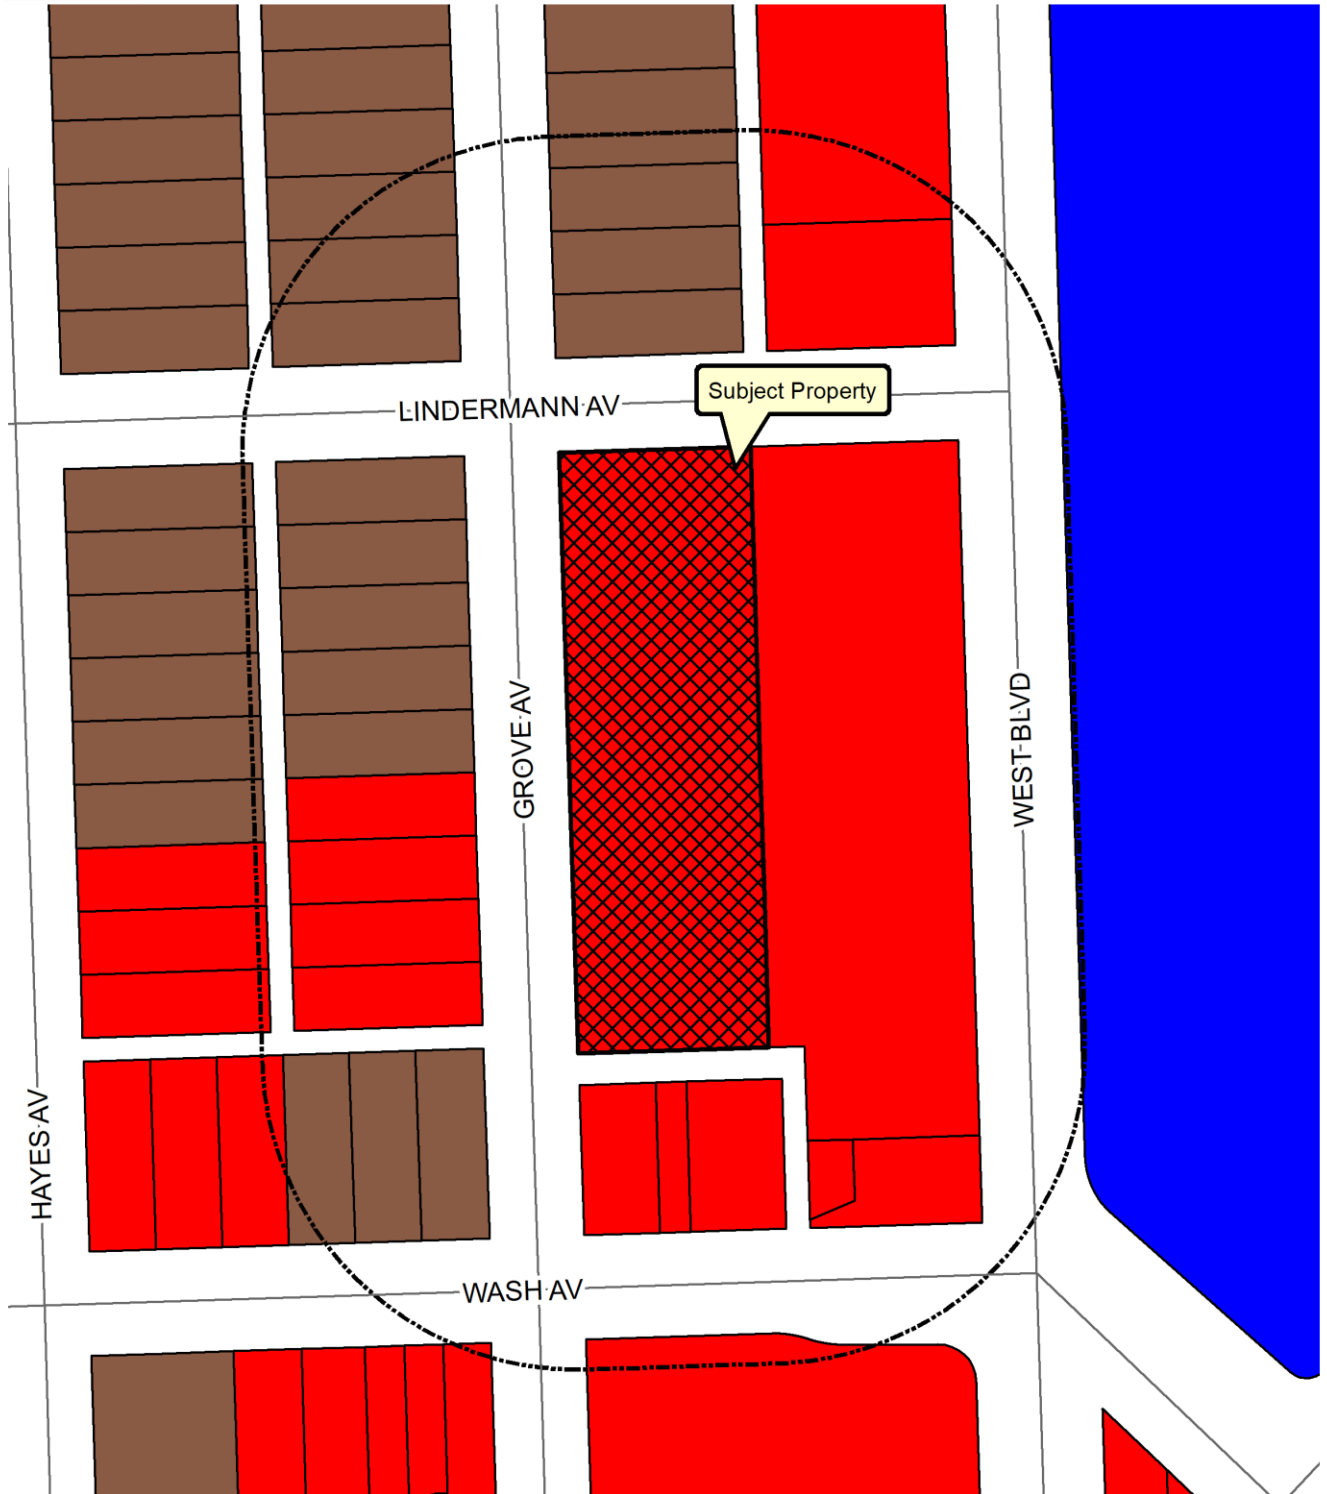 Subject Property
LINDERMANN AV
GROVE AV
WEST BLVD
HAYES AV
WASH AV